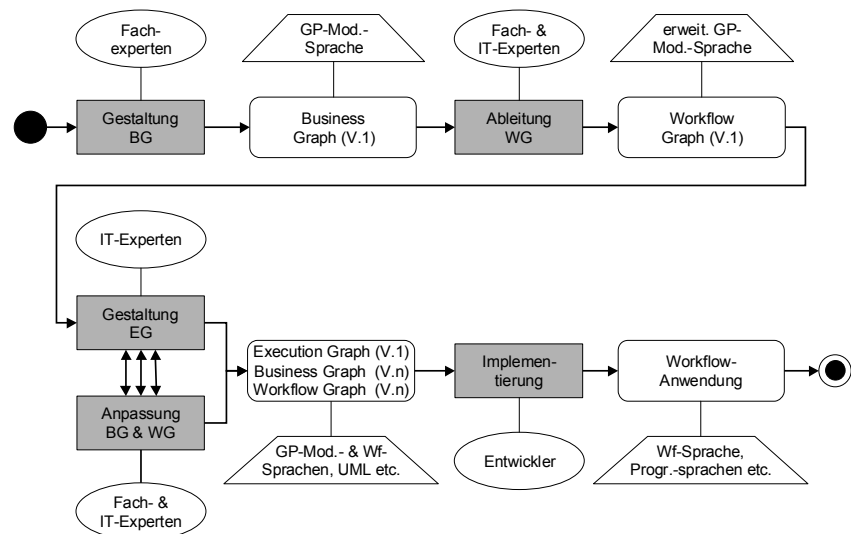 Fach-
experten
GP-Mod.-
Sprache
Fach- &
IT-Experten
erweit. GP-
Mod.-Sprache
Gestaltung
BG
Business
Graph (V.1)
Ableitung
WG
Workflow
Graph (V.1)
IT-Experten
Gestaltung
EG
Execution Graph (V.1)
Business Graph (V.n)
Workflow Graph (V.n)
Implemen-
tierung
Workflow-
Anwendung
Anpassung
BG & WG
GP-Mod.- & Wf-
Sprachen, UML etc.
Entwickler
Wf-Sprache,
Progr.-sprachen etc.
Fach- &
IT-Experten